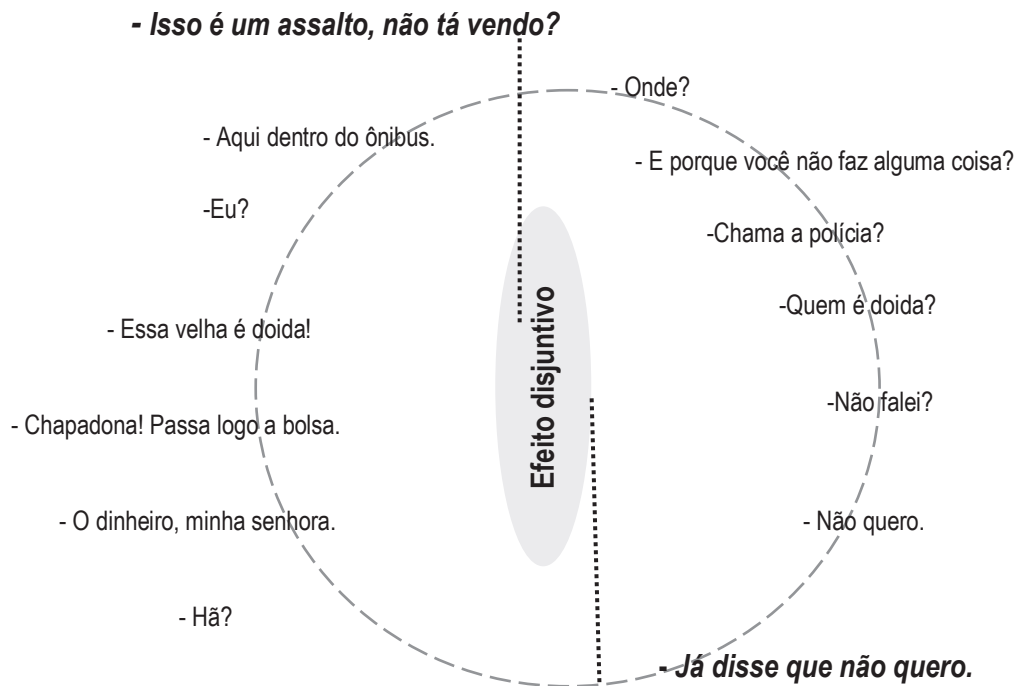 - Isso é um assalto, não tá vendo?
- Onde?
- Aqui dentro do ônibus.
- E porque você não faz alguma coisa?
-Eu?
-Chama a polícia?
-Quem é doida?
- Essa velha é doida!
-Não falei?
- Chapadona! Passa logo a bolsa.
Efeito disjuntivo
- O dinheiro, minha senhora.
- Não quero.
- Hã?
- Já disse que não quero.